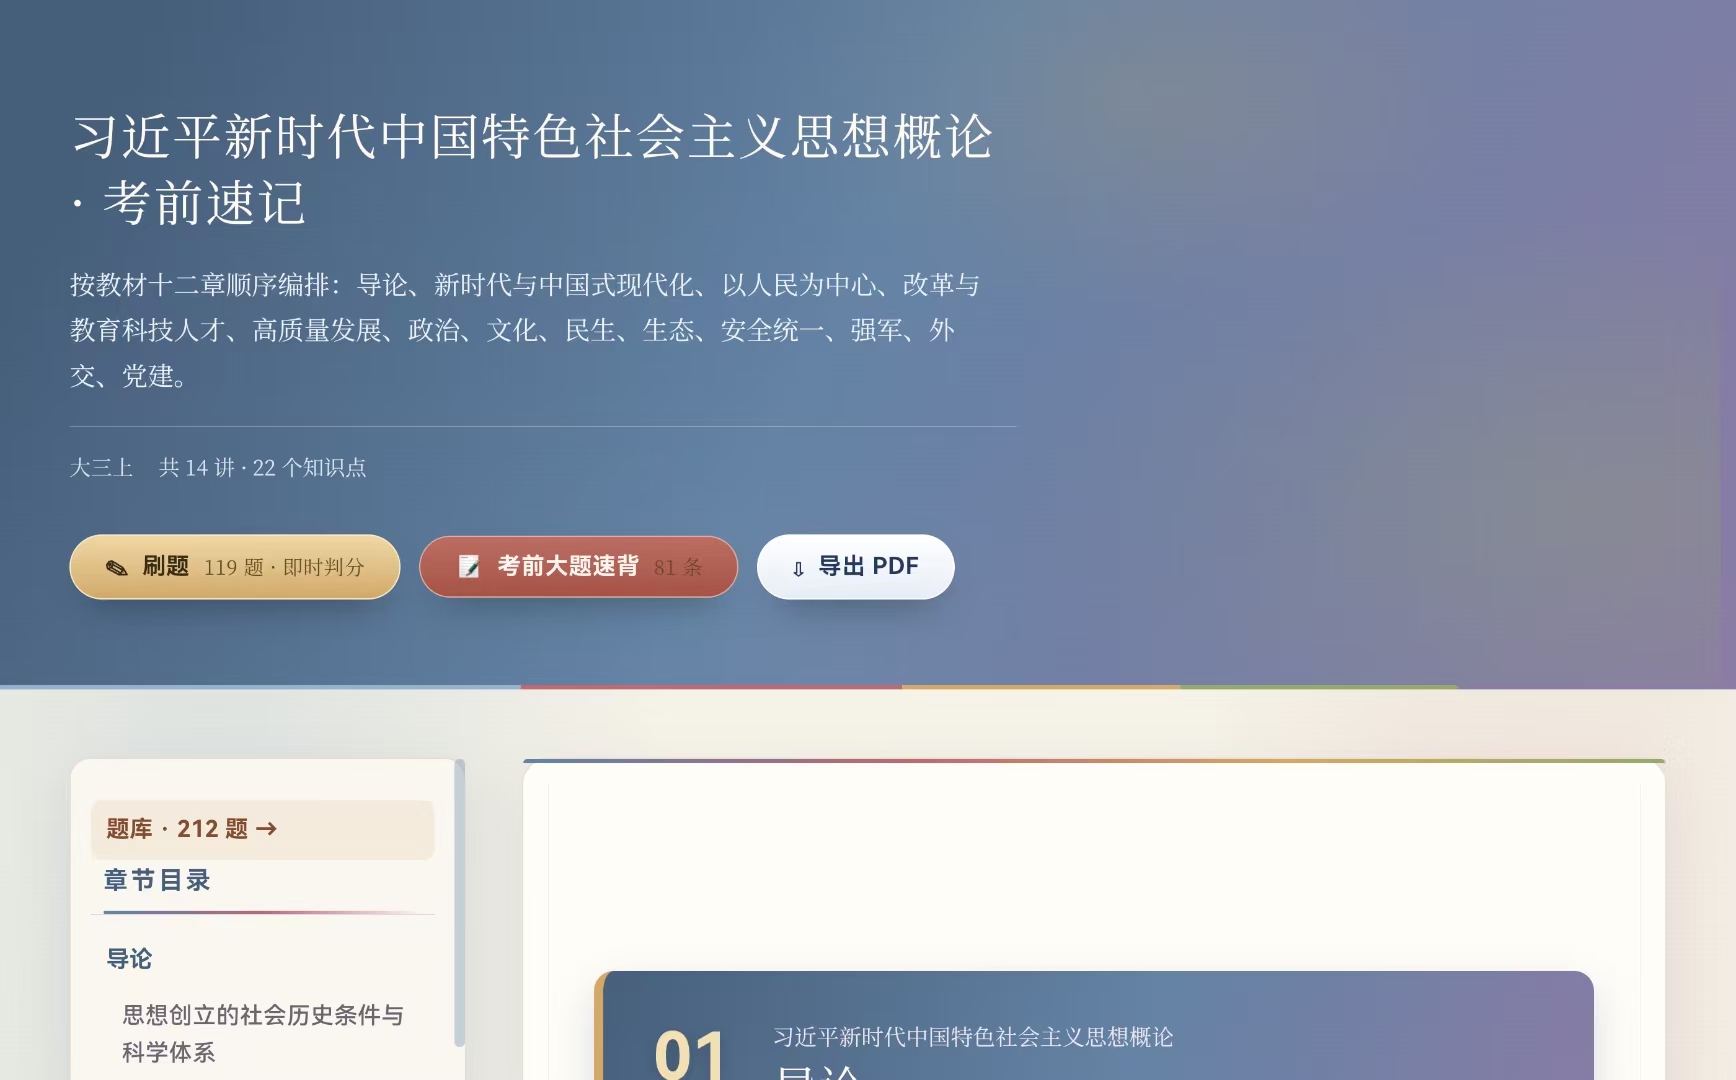 习近平新时代中国特色社会主义思想概论
· 考前速记
按教材十二章顺序编排：导论、新时代与中国式现代化、以人民为中心、改革与
教育科技人才、高质量发展、政治、文化、民生、生态、安全统一、强军、外
交、党建。
大三上 共 14 讲 · 22 个知识点
刷题 119 题 · 即时判分
考前大题速背 81 条
导出 PDF
题库 · 212 题 →
章节目录
导论
思想创立的社会历史条件与
科学体系
01
习近平新时代中国特色社会主义思想概论
导论